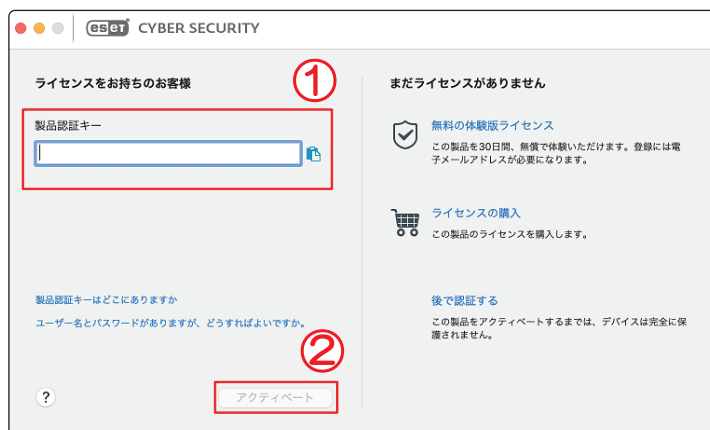 eset CYBER SECURITY
ライセンスをお持ちのお客様
①
製品認証キー
製品認証キーはどこにありますか
ユーザー名とパスワードがありますが、どうすればよいですか。
②
?
アクティベート
まだライセンスがありません
無料の体験版ライセンス
この製品を30日間、無償で体験いただけます。登録には電
子メールアドレスが必要になります。
ライセンスの購入
この製品のライセンスを購入します。
後で認証する
この製品をアクティベートするまでは、デバイスは完全に保
護されません。